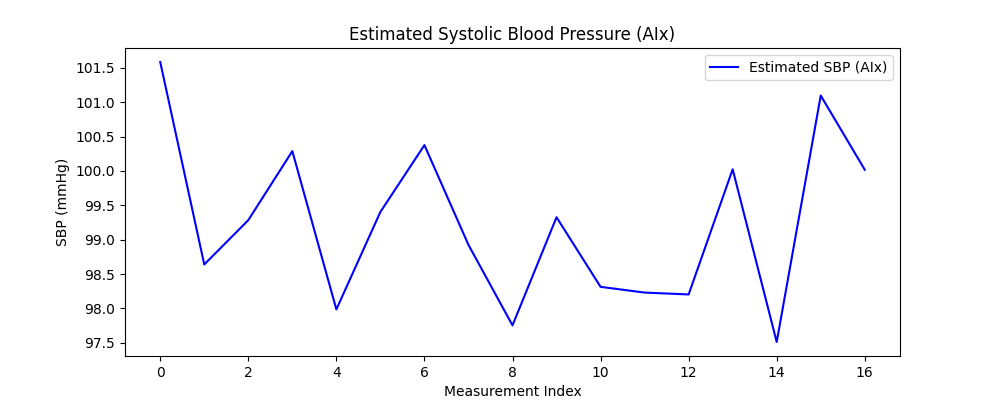 Estimated Systolic Blood Pressure (AIx)
Estimated SBP (AIx)
SBP (mmHg)
101.5
101.0
100.5
100.0
99.5
99.0
98.5
98.0
97.5
0 2 4 6 8 10 12 14 16
Measurement Index